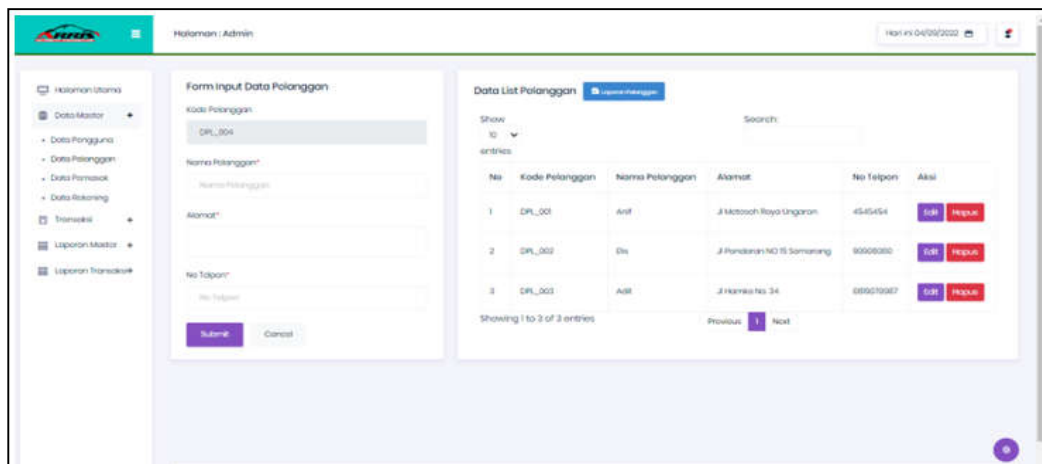 ARRIS
Halaman : Admin
Hari ini 04/09/2022
Halaman Utama
Data Master +
Data Pengguna
Data Pelanggan
Data Pemasok
Data Rekening
Transaksi +
Laporan Master +
Laporan Transaksi+
Form Input Data Pelanggan
Kode Pelanggan
DPL_004
Nama Pelanggan*
Nama Pelanggan
Alamat*
No Telpon*
No Telpon
Submit Cancel
Data List Pelanggan Laporan Pelanggan
Show
10
entries
Search:
No Kode Pelanggan Nama Pelanggan Alamat No Telpon Aksi
1 DPL_001 Arif Jl Raya Ungaran 4545454 Edit Hapus
2 DPL_002 Elis Jl Pandaran NO 15 Semarang Edit Hapus
3 DPL_003 Adit Jl Hamka No. 34 Edit Hapus
Showing 1 to 3 of 3 entries
Previous 1 Next